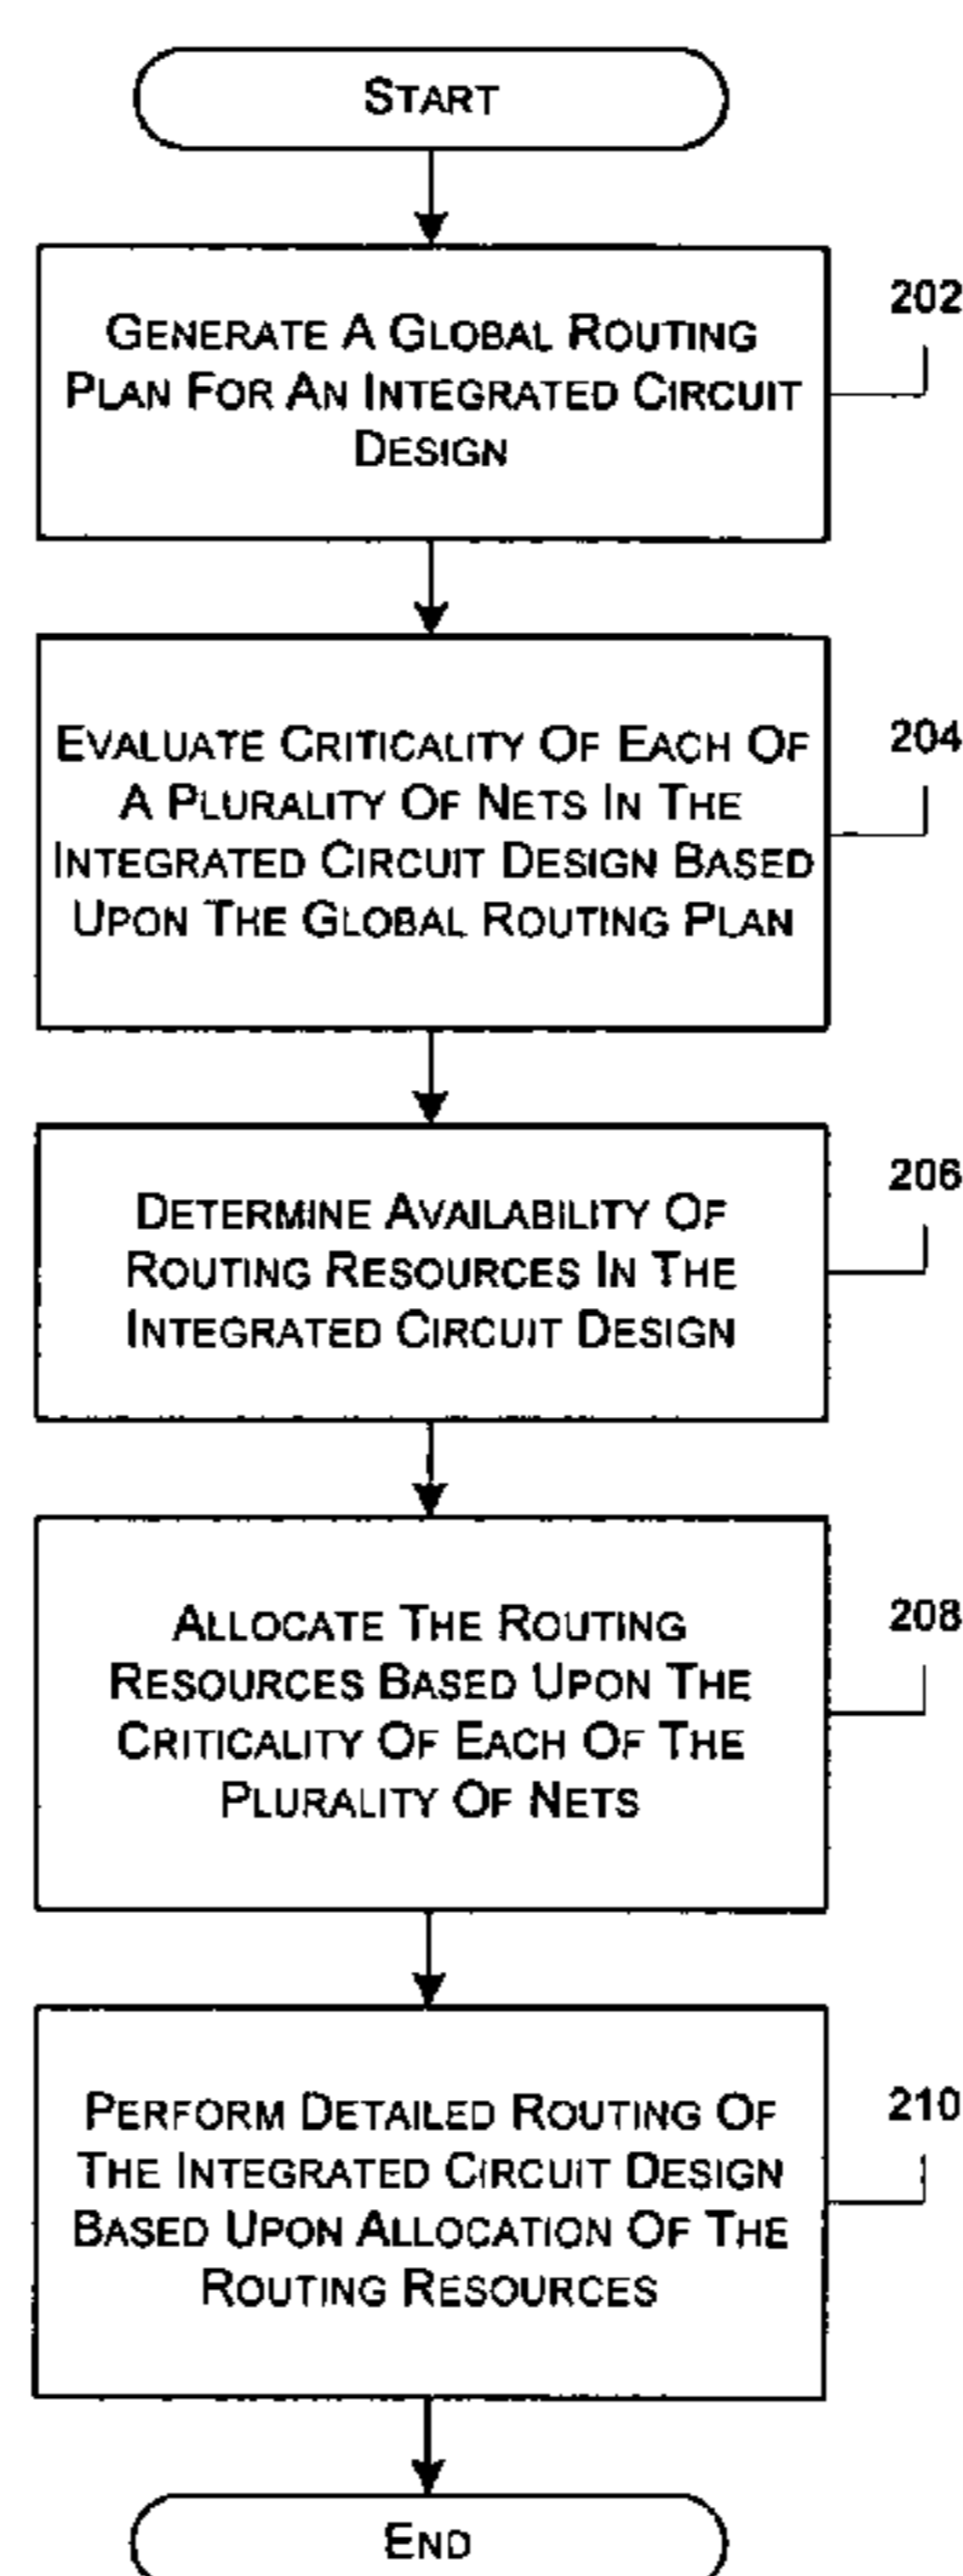 START
GENERATE A GLOBAL ROUTING
PLAN FOR AN INTEGRATED CIRCUIT
DESIGN
202
EVALUATE CRITICALITY OF EACH OF
A PLURALITY OF NETS IN THE
INTEGRATED CIRCUIT DESIGN BASED
UPON THE GLOBAL ROUTING PLAN
204
DETERMINE AVAILABILITY OF
ROUTING RESOURCES IN THE
INTEGRATED CIRCUIT DESIGN
206
ALLOCATE THE ROUTING
RESOURCES BASED UPON THE
CRITICALITY OF EACH OF THE
PLURALITY OF NETS
208
PERFORM DETAILED ROUTING OF
THE INTEGRATED CIRCUIT DESIGN
BASED UPON ALLOCATION OF THE
ROUTING RESOURCES
210
END